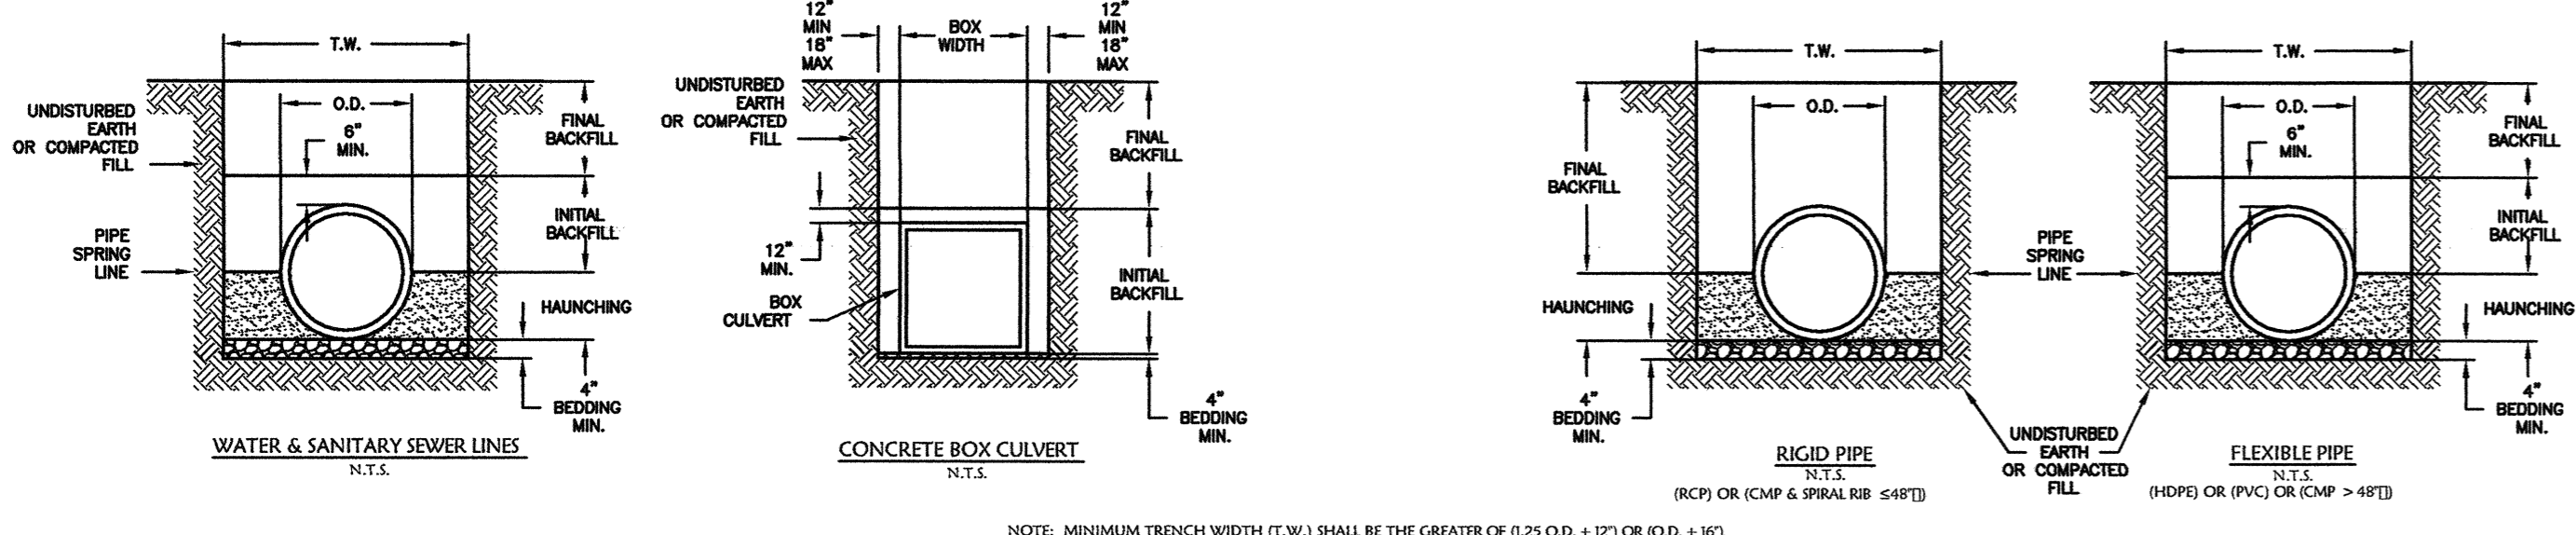 T.W.
O.D.
6"
MIN.
UNDISTURBED
EARTH
OR COMPACTED
FILL
PIPE
SPRING
LINE
FINAL
BACKFILL
INITIAL
BACKFILL
HAUNCHING
4"
BEDDING
MIN.
WATER & SANITARY SEWER LINES
N.T.S.
12"
MIN
18"
MAX
BOX
WIDTH
12"
MIN
18"
MAX
UNDISTURBED
EARTH
OR COMPACTED
FILL
12"
MIN.
BOX
CULVERT
FINAL
BACKFILL
INITIAL
BACKFILL
4"
BEDDING
MIN.
CONCRETE BOX CULVERT
N.T.S.
T.W.
O.D.
FINAL
BACKFILL
HAUNCHING
4"
BEDDING
MIN.
RIGID PIPE
N.T.S.
(RCP) OR (CMP & SPIRAL RIB ≤48"▯)
PIPE
SPRING
LINE
UNDISTURBED
EARTH
OR COMPACTED
FILL
T.W.
O.D.
6"
MIN.
FINAL
BACKFILL
INITIAL
BACKFILL
HAUNCHING
4"
BEDDING
MIN.
FLEXIBLE PIPE
N.T.S.
(HDPE) OR (PVC) OR (CMP > 48"▯)
NOTE: MINIMUM TRENCH WIDTH (T.W.) SHALL BE THE GREATER OF (1.25 O.D. + 12") OR (O.D. + 16")